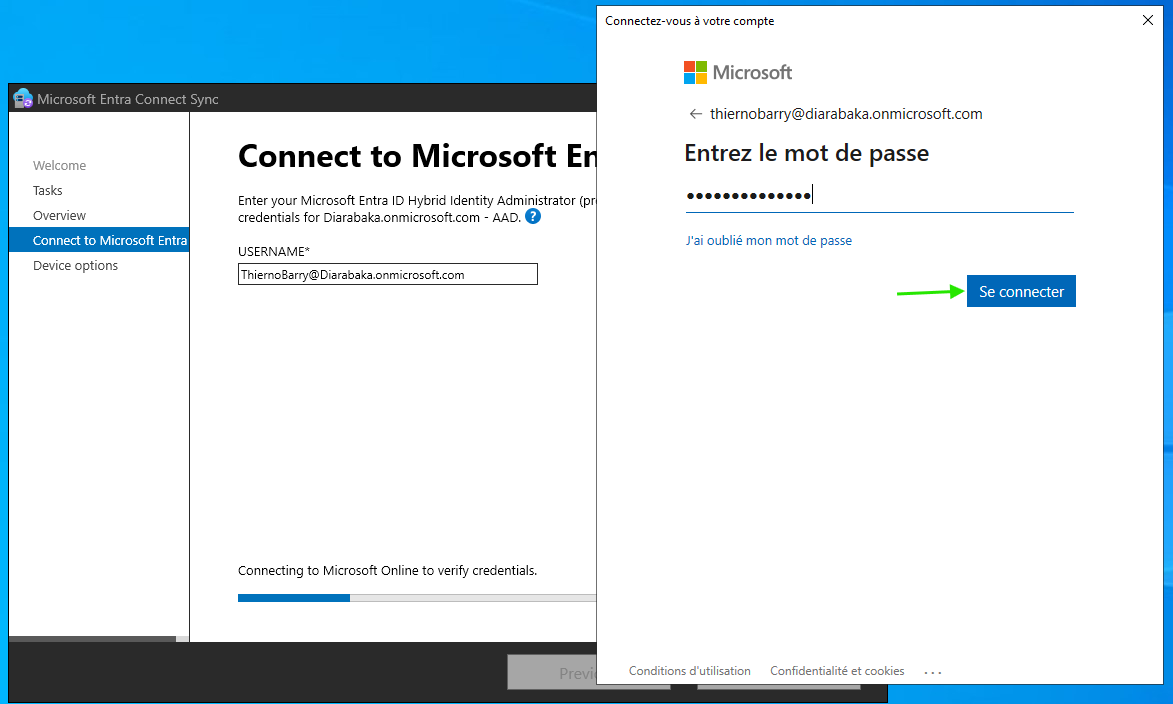 Microsoft Entra Connect Sync
Welcome
Tasks
Overview
Connect to Microsoft Entra
Device options
Connect to Microsoft En
Enter your Microsoft Entra ID Hybrid Identity Administrator (pr
credentials for Diarabaka.onmicrosoft.com - AAD. ?
USERNAME*
ThiernoBarry@Diarabaka.onmicrosoft.com
Connecting to Microsoft Online to verify credentials.
Previ
Connectez-vous à votre compte
Microsoft
thiernobarry@diarabaka.onmicrosoft.com
Entrez le mot de passe
••••••••••••••
J'ai oublié mon mot de passe
Se connecter
Conditions d'utilisation Confidentialité et cookies ...